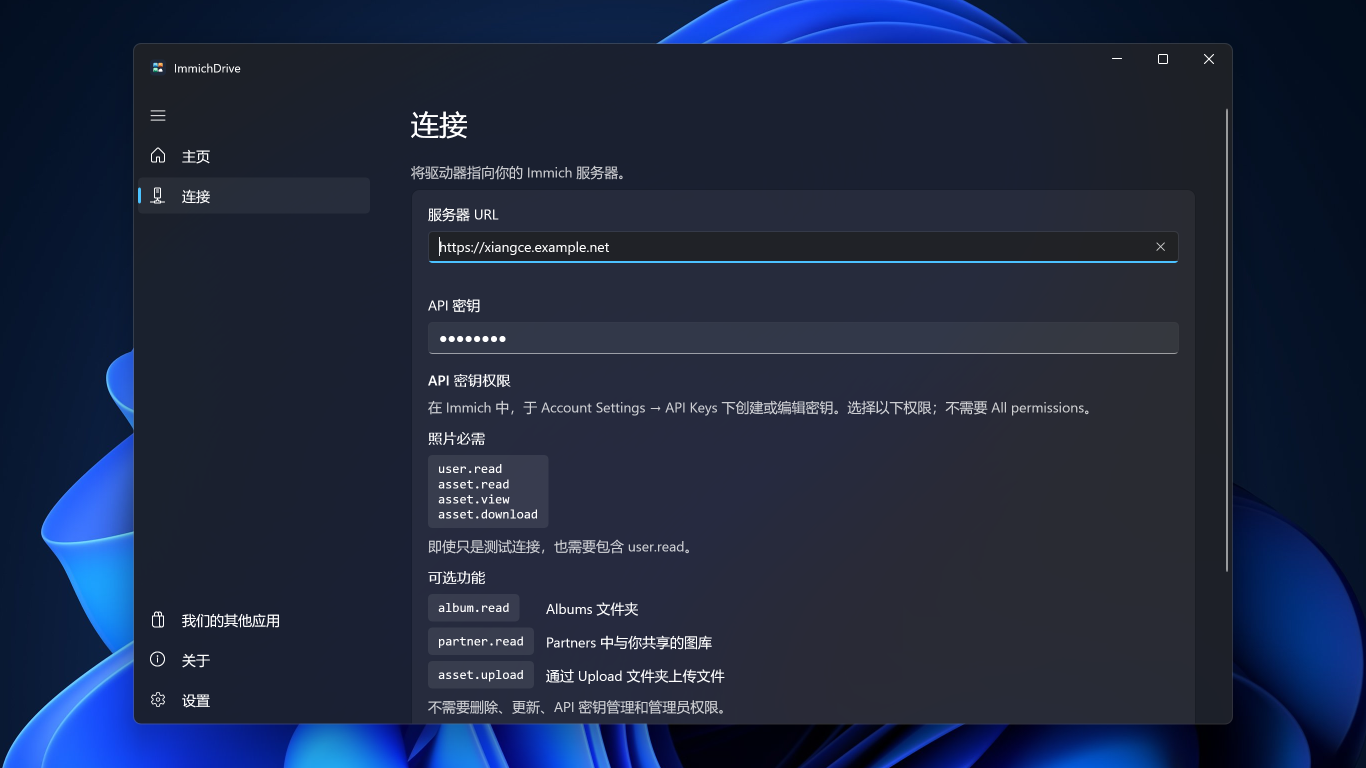 ImmichDrive
主页
连接
我们的其他应用
关于
设置
连接
将驱动器指向你的 Immich 服务器。
服务器 URL
https://xiangce.example.net
API 密钥
●●●●●●●●
API 密钥权限
在 Immich 中，于 Account Settings → API Keys 下创建或编辑密钥。选择以下权限；不需要 All permissions。
照片必需
user.read
asset.read
asset.view
asset.download
即使只是测试连接，也需要包含 user.read。
可选功能
album.read Albums 文件夹
partner.read Partners 中与你共享的图库
asset.upload 通过 Upload 文件夹上传文件
不需要删除、更新、API 密钥管理和管理员权限。